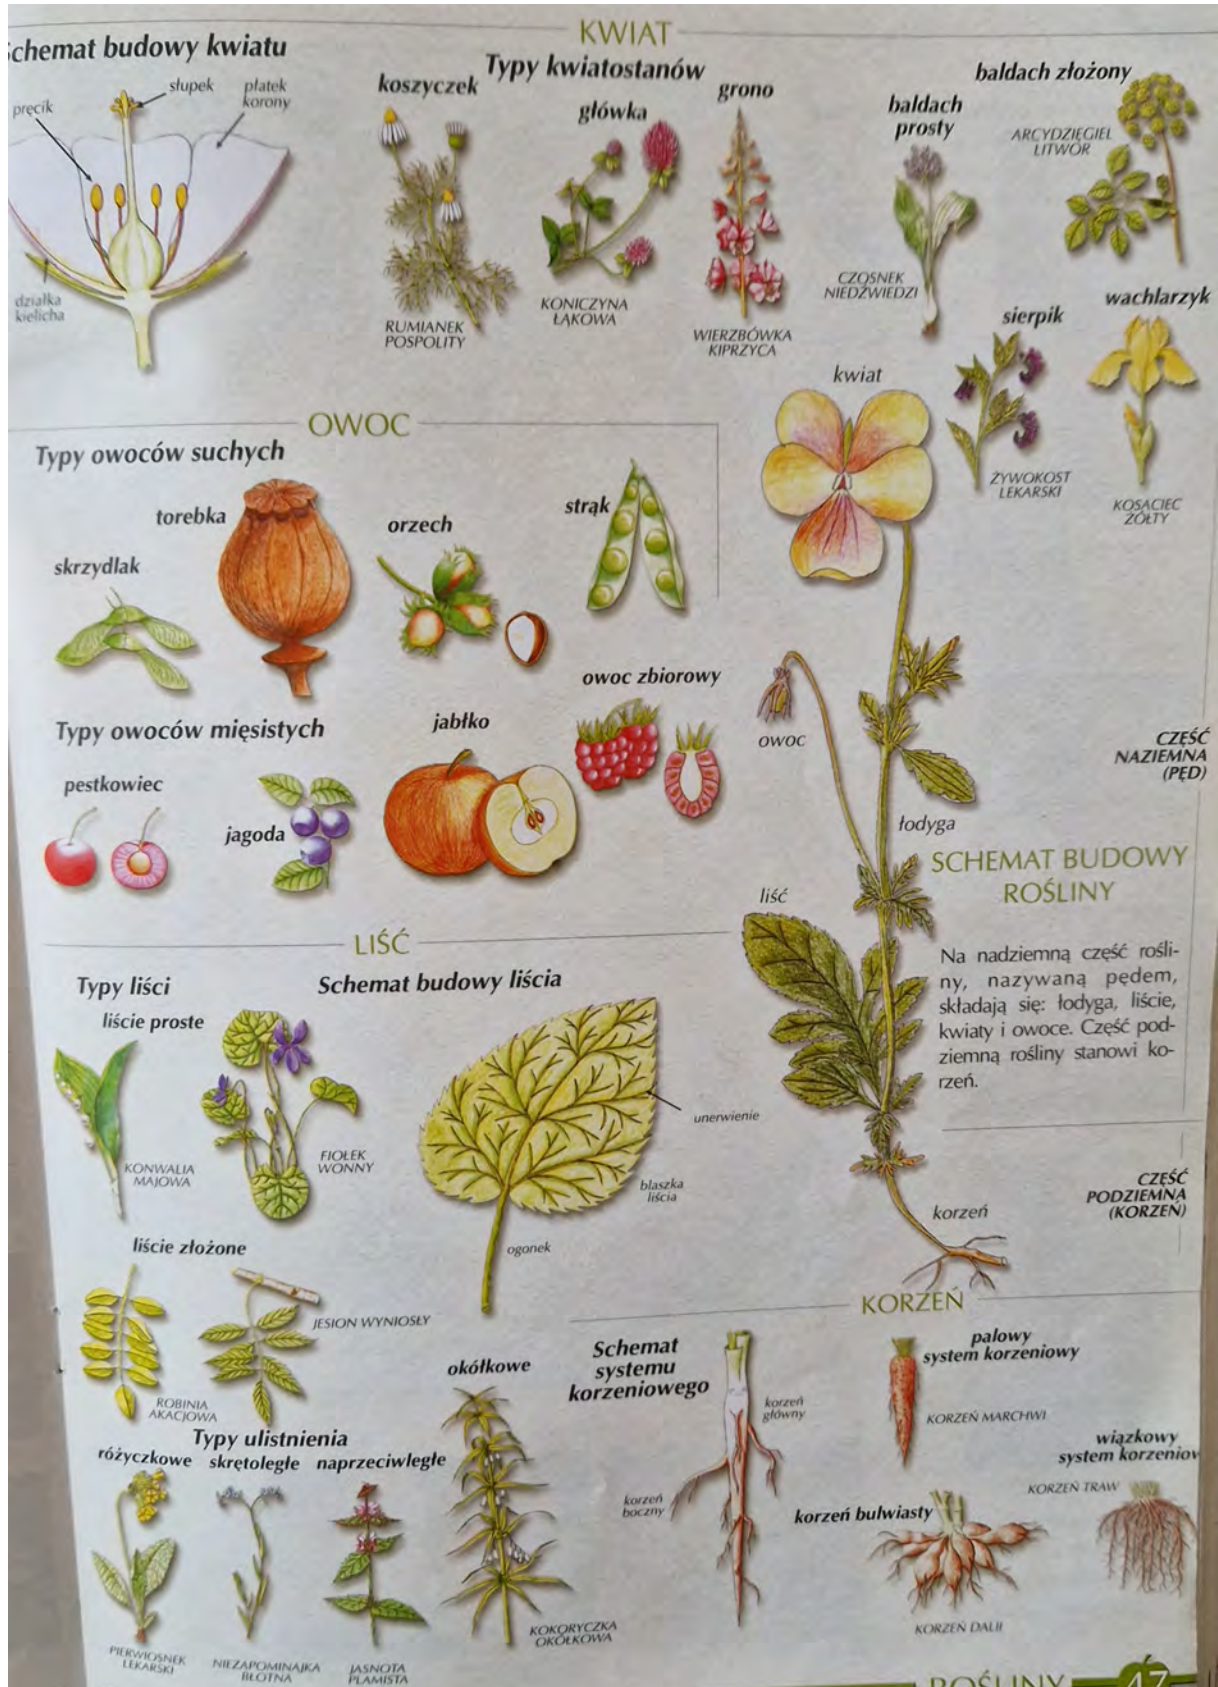 KWIAT
Schemat budowy kwiatu
słupek
płatek
korony
pręcik
działka
kielicha
Typy kwiatostanów
koszyczek
RUMIANEK
POSPOLITY
główka
KONICZYNA
ŁĄKOWA
grono
WIERZBÓWKA
KIPRZYCA
baldach
prosty
CZOSNEK
NIEDŹWIEDZI
baldach złożony
ARCYDZIĘGIEL
LITWOR
sierpik
ŻYWOKOST
LEKARSKI
wachlarzyk
KOSACIEC
ŻÓŁTY
OWOC
Typy owoców suchych
skrzydlak
torebka
orzech
strąk
Typy owoców mięsistych
pestkowiec
jagoda
jabłko
owoc zbiorowy
kwiat
owoc
łodyga
liść
korzeń
CZĘŚĆ
NAZIEMNA
(PĘD)
SCHEMAT BUDOWY
ROŚLINY
Na nadziemną część rośli-
ny, nazywaną pędem,
składają się: łodyga, liście,
kwiaty i owoce. Część pod-
ziemną rośliny stanowi ko-
rzeń.
CZĘŚĆ
PODZIEMNA
(KORZEŃ)
LIŚĆ
Typy liści
liście proste
KONWALIA
MAJOWA
FIOŁEK
WONNY
liście złożone
ROBINIA
AKACJOWA
JESION WYNIOSŁY
Schemat budowy liścia
unerwienie
blaszka
liścia
ogonek
Typy ulistnienia
różyczkowe
PIERWIOSNEK
LEKARSKI
skrętoległe
NIEZAPOMINAJKA
BŁOTNA
naprzeciwległe
JASNOTA
PLAMISTA
okółkowe
KOKORYCZKA
OKÓŁKOWA
KORZEŃ
Schemat
systemu
korzeniowego
korzeń
główny
korzeń
boczny
palowy
system korzeniowy
KORZEŃ MARCHWI
wiązkowy
system korzeniow
KORZEŃ TRAW
korzeń bulwiasty
KORZEŃ DALII
ROŚLINY 47